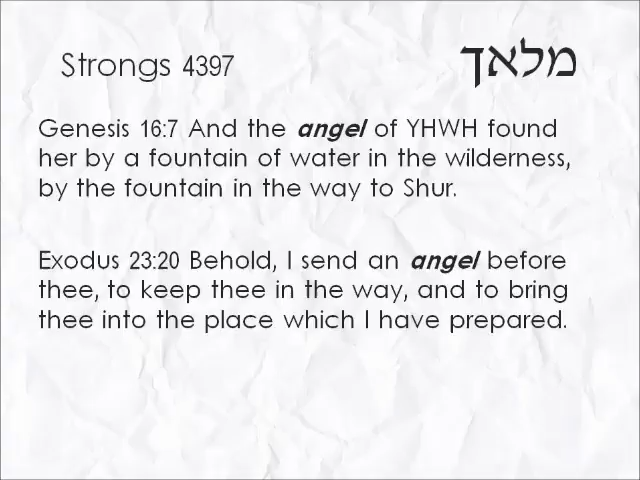 Strongs 4397 מלאך
Genesis 16:7 And the angel of YHWH found
her by a fountain of water in the wilderness,
by the fountain in the way to Shur.
Exodus 23:20 Behold, I send an angel before
thee, to keep thee in the way, and to bring
thee into the place which I have prepared.